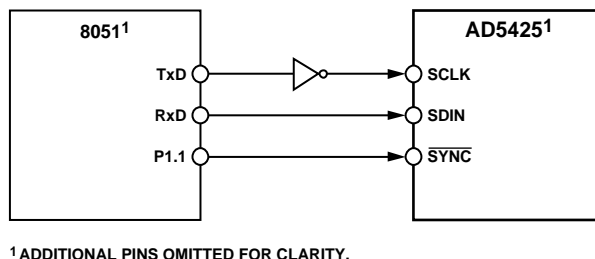 8051¹
AD5425¹
TxD
SCLK
RxD
SDIN
P1.1
SYNC
¹ ADDITIONAL PINS OMITTED FOR CLARITY.